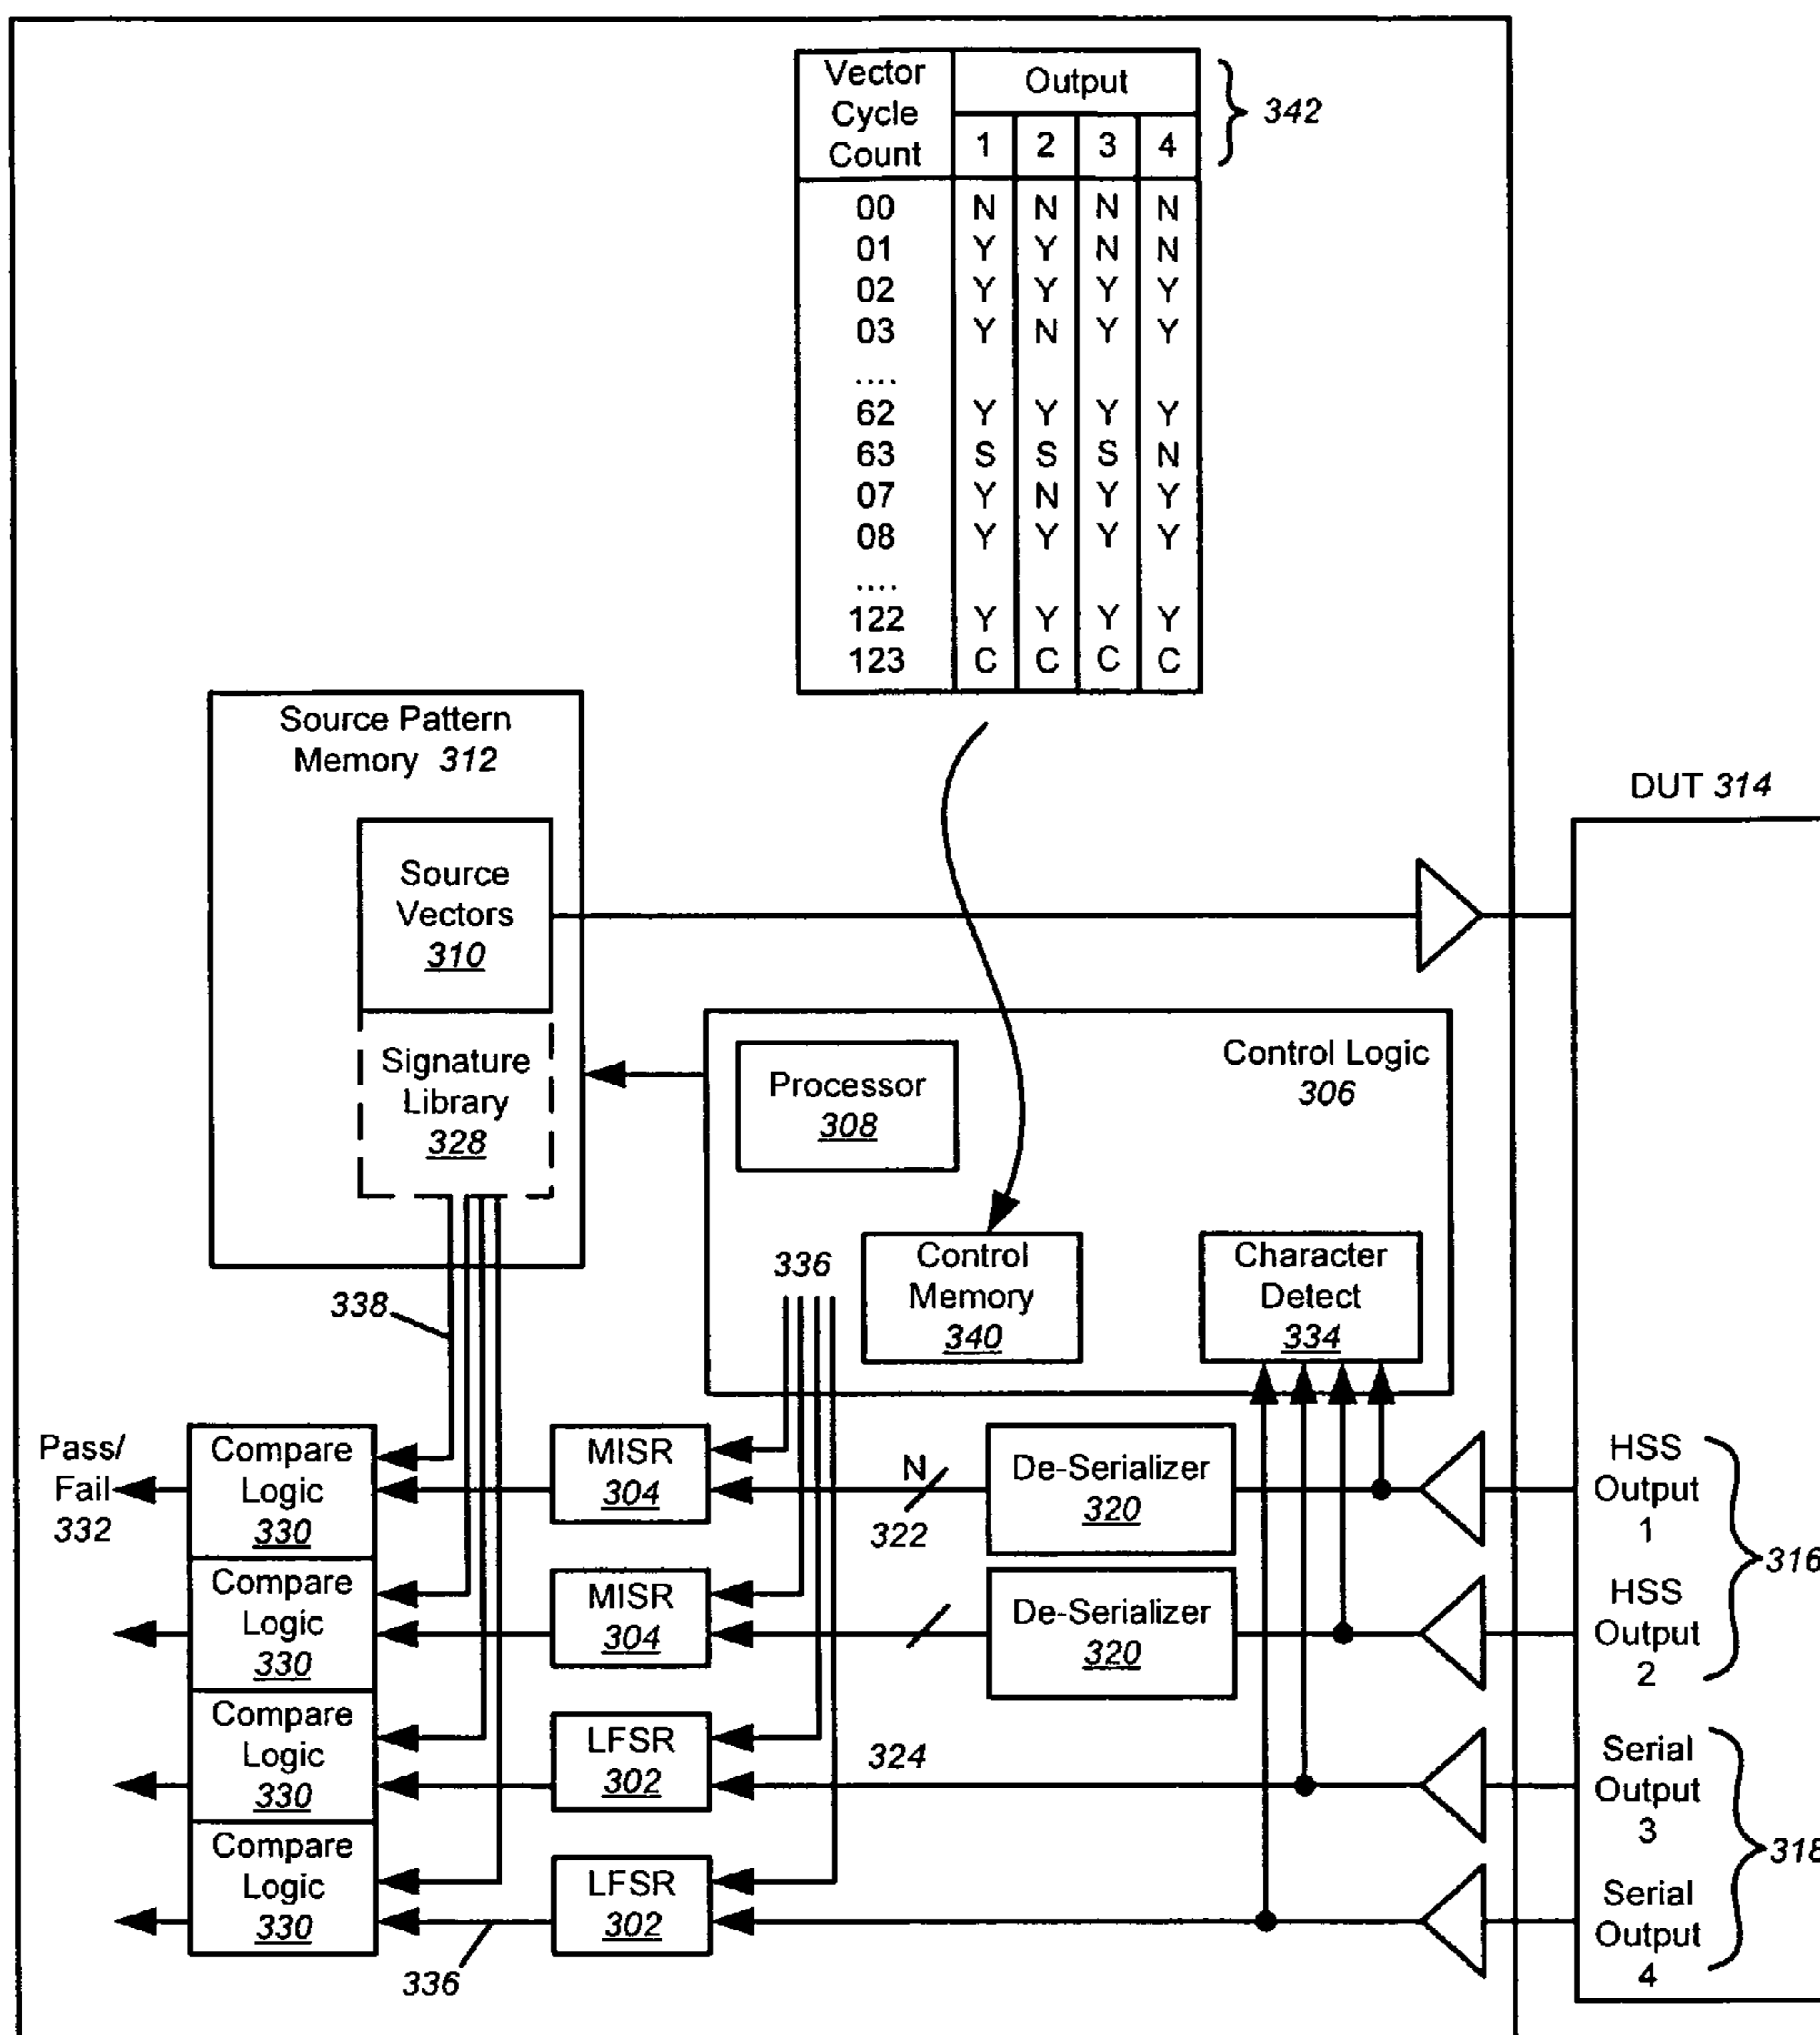 Vector
Cycle
Count
Output
1 2 3 4
342
00 N N N N
01 Y Y N N
02 Y Y Y Y
03 Y N Y Y
....
62 Y Y Y Y
63 S S S N
07 Y N Y Y
08 Y Y Y Y
....
122 Y Y Y Y
123 C C C C
Source Pattern
Memory 312
Source
Vectors
310
Signature
Library
328
DUT 314
Control Logic
306
Processor
308
Control
Memory
340
Character
Detect
334
336
338
Pass/
Fail
332
Compare
Logic
330
MISR
304
N
322
De-Serializer
320
HSS
Output
1
316
Compare
Logic
330
MISR
304
De-Serializer
320
HSS
Output
2
Compare
Logic
330
LFSR
302
324
Serial
Output
3
318
Compare
Logic
330
LFSR
302
336
Serial
Output
4